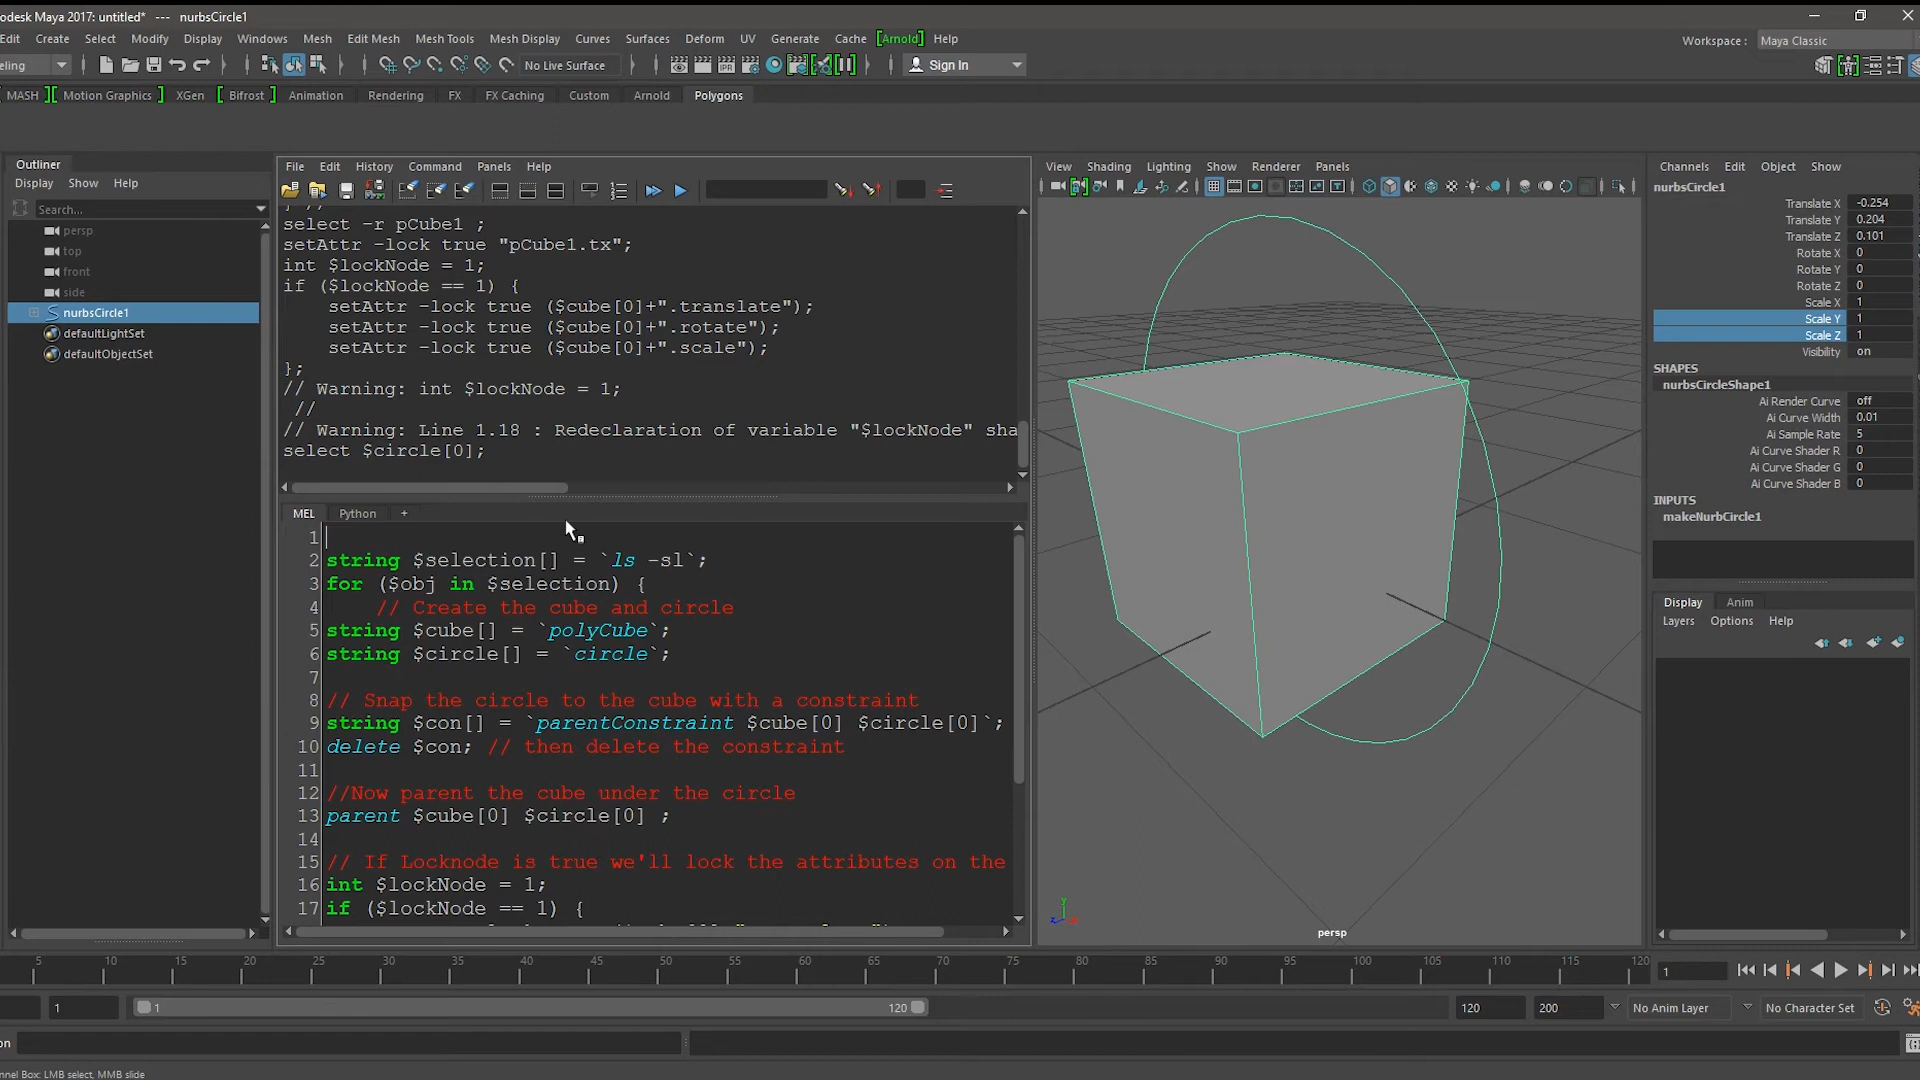 odesk Maya 2017: untitled* --- nurbsCircle1
Edit Create Select Modify Display Windows Mesh Edit Mesh Mesh Tools Mesh Display Curves Surfaces Deform UV Generate Cache [Arnold] Help
Workspace : Maya Classic
eling
No Live Surface
Sign In
MASH Motion Graphics XGen Bifrost Animation Rendering FX FX Caching Custom Arnold Polygons
Outliner
Display Show Help
Search...
persp
top
front
side
nurbsCircle1
defaultLightSet
defaultObjectSet
File Edit History Command Panels Help
select -r pCube1 ;
setAttr -lock true "pCube1.tx";
int $lockNode = 1;
if ($lockNode == 1) {
setAttr -lock true ($cube[0]+".translate");
setAttr -lock true ($cube[0]+".rotate");
setAttr -lock true ($cube[0]+".scale");
};
// Warning: int $lockNode = 1;
//
// Warning: Line 1.18 : Redeclaration of variable "$lockNode" sha
select $circle[0];
MEL Python +
1
2 string $selection[] = `ls -sl`;
3 for ($obj in $selection) {
4 // Create the cube and circle
5 string $cube[] = `polyCube`;
6 string $circle[] = `circle`;
7
8 // Snap the circle to the cube with a constraint
9 string $con[] = `parentConstraint $cube[0] $circle[0]`;
10 delete $con; // then delete the constraint
11
12 //Now parent the cube under the circle
13 parent $cube[0] $circle[0] ;
14
15 // If Locknode is true we'll lock the attributes on the
16 int $lockNode = 1;
17 if ($lockNode == 1) {
View Shading Lighting Show Renderer Panels
persp
Channels Edit Object Show
nurbsCircle1
Translate X -0.254
Translate Y 0.204
Translate Z 0.101
Rotate X 0
Rotate Y 0
Rotate Z 0
Scale X 1
Scale Y 1
Scale Z 1
Visibility on
SHAPES
nurbsCircleShape1
Ai Render Curve off
Ai Curve Width 0.01
Ai Sample Rate 5
Ai Curve Shader R 0
Ai Curve Shader G 0
Ai Curve Shader B 0
INPUTS
makeNurbCircle1
Display Anim
Layers Options Help
5 10 15 20 25 30 35 40 45 50 55 60 65 70 75 80 85 90 95 100 105 110 115 120
1
1 1 120 120 200 No Anim Layer No Character Set
on
nnel Box: LMB select, MMB slide